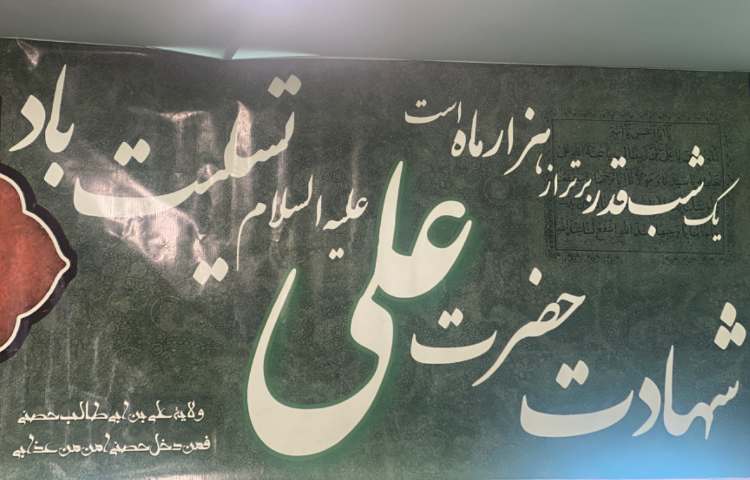 یک شب قدر برتر از هزار ماه است
شهادت حضرت علی علیه السلام تسلیت باد
ولایة علی بن ابی طالب حصنی
فمن دخل حصنی امن من عذابی